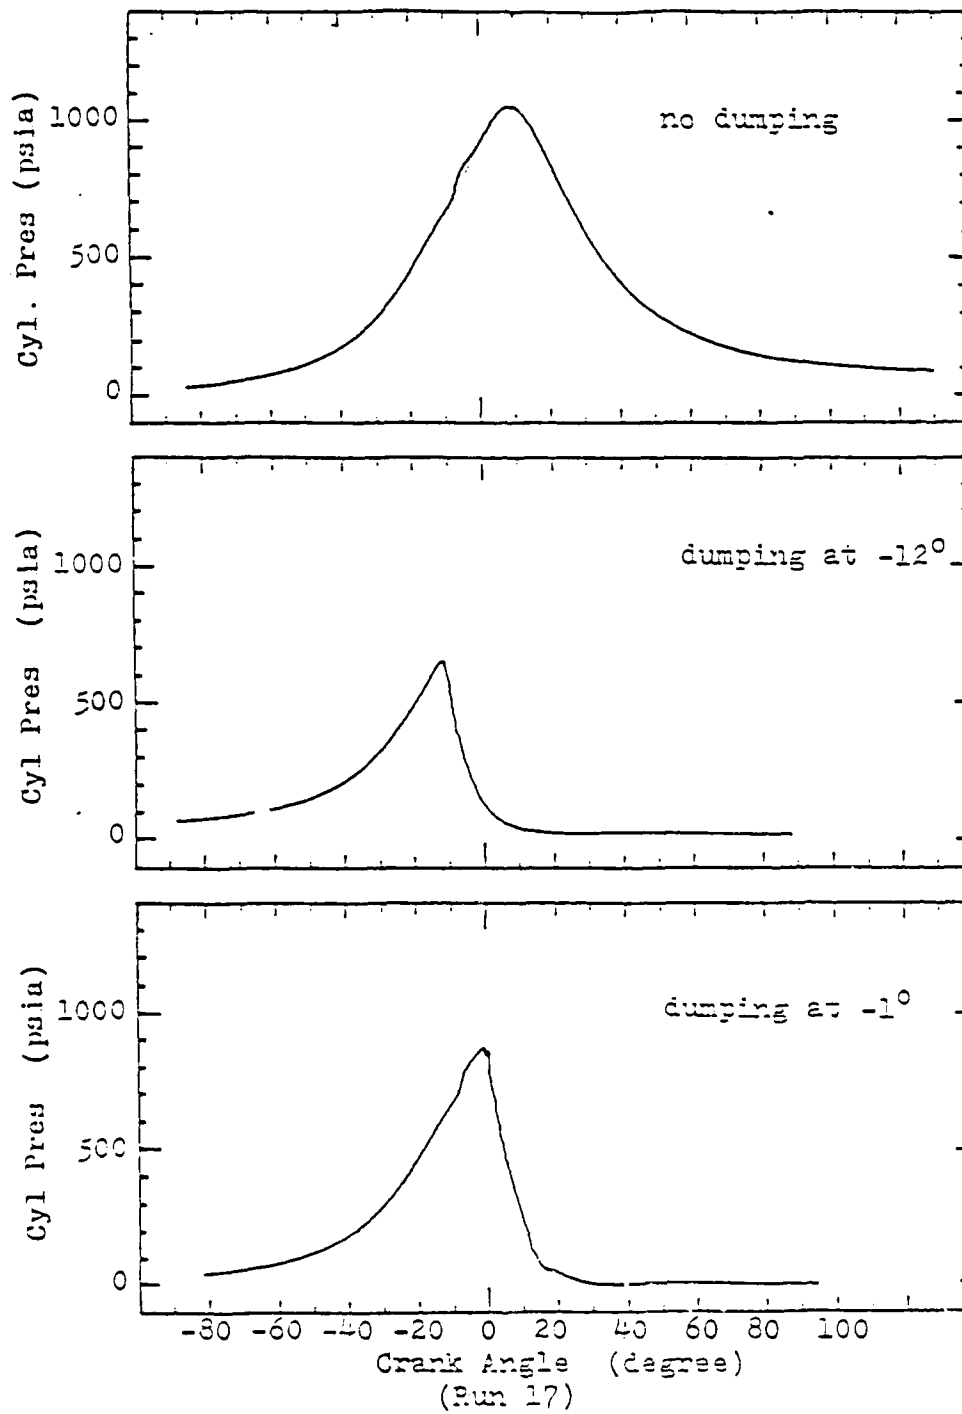 Cyl. Pres (psia)
1000
500
0
no dumping
Cyl Pres (psia)
1000
500
0
dumping at -12°
Cyl Pres (psia)
1000
500
0
dumping at -1°
-80 -60 -40 -20 0 20 40 60 80 100
Crank Angle (degree)
(Run 17)